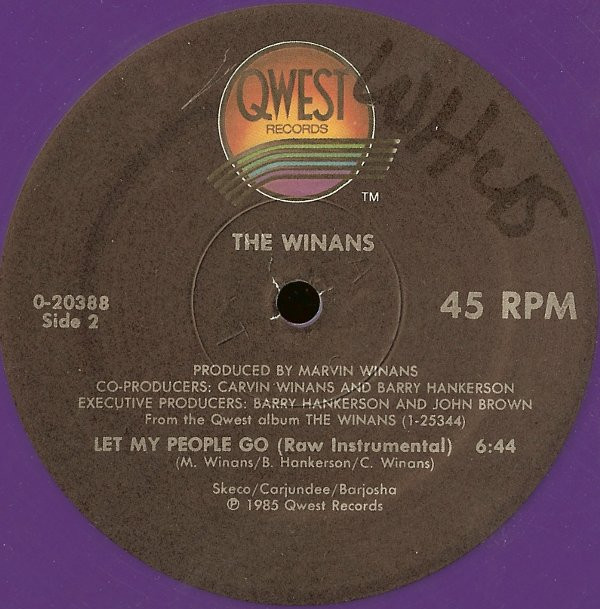 QWEST
RECORDS
TM
WHUS
THE WINANS
0-20388
Side 2
45 RPM
PRODUCED BY MARVIN WINANS
CO-PRODUCERS: CARVIN WINANS AND BARRY HANKERSON
EXECUTIVE PRODUCERS: BARRY HANKERSON AND JOHN BROWN
From the Qwest album THE WINANS (1-25344)
LET MY PEOPLE GO (Raw Instrumental) 6:44
(M. Winans/B. Hankerson/C. Winans)
Skeco/Carjundee/Barjosha
℗ 1985 Qwest Records